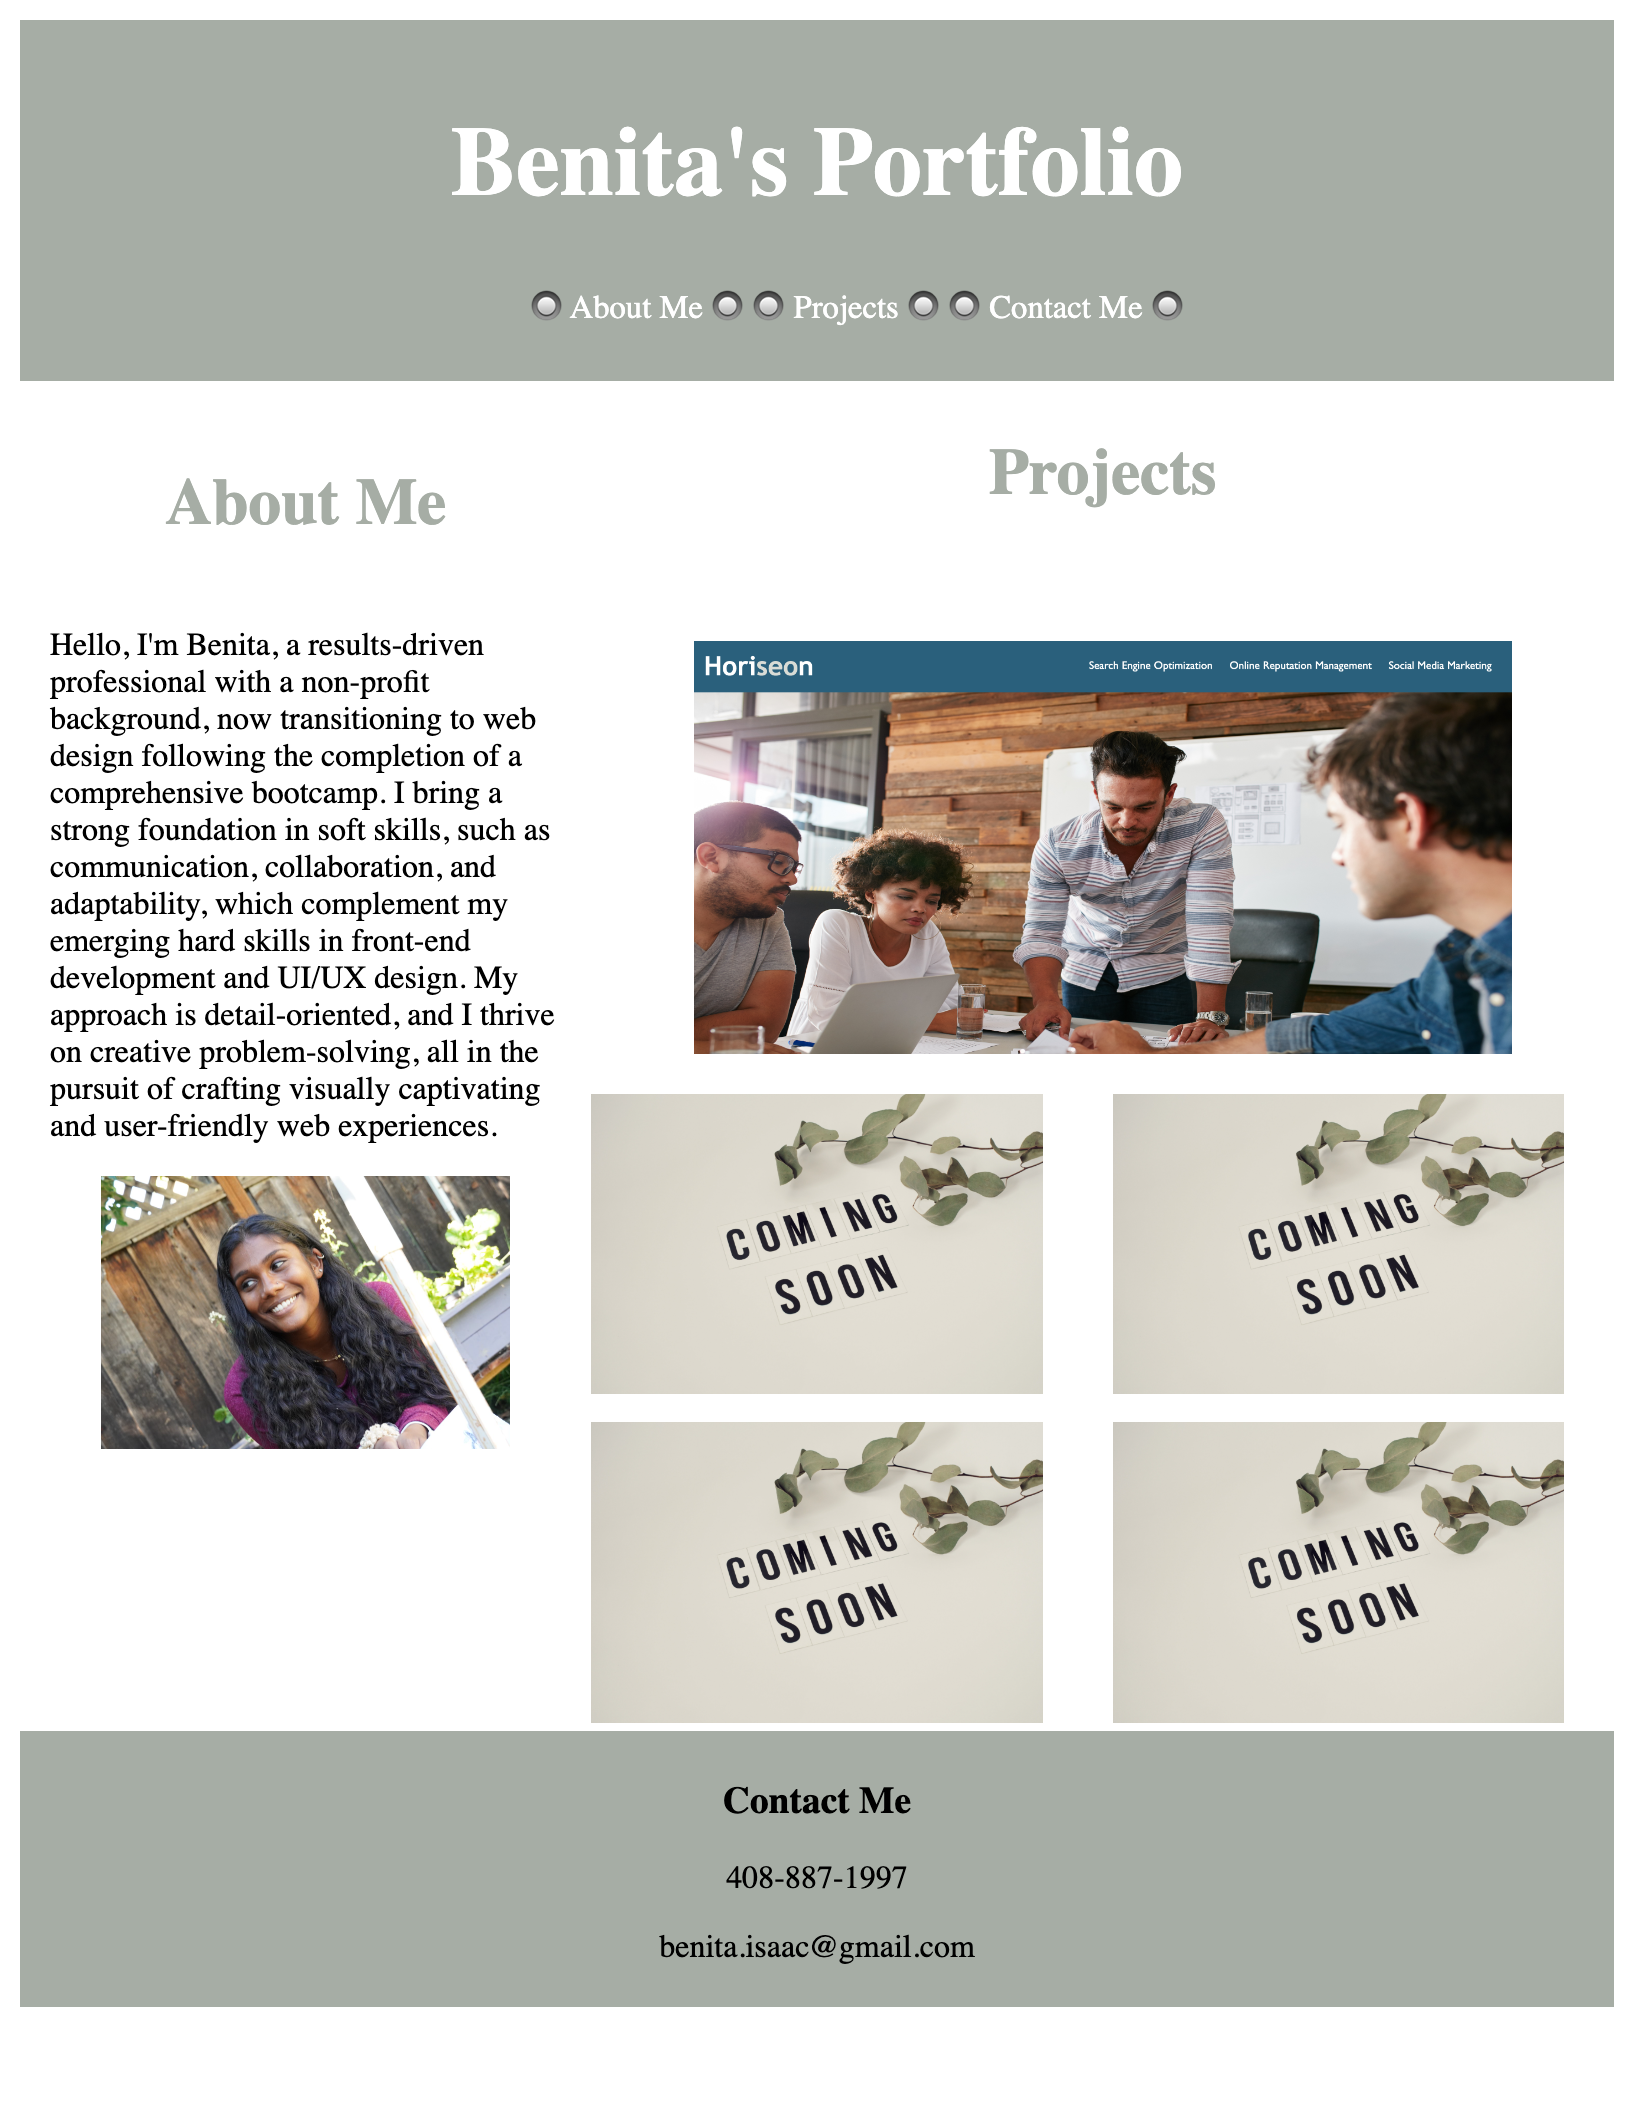 Benita's Portfolio
🔘 About Me 🔘 🔘 Projects 🔘 🔘 Contact Me 🔘
About Me
Hello, I'm Benita, a results-driven
professional with a non-profit
background, now transitioning to web
design following the completion of a
comprehensive bootcamp. I bring a
strong foundation in soft skills, such as
communication, collaboration, and
adaptability, which complement my
emerging hard skills in front-end
development and UI/UX design. My
approach is detail-oriented, and I thrive
on creative problem-solving, all in the
pursuit of crafting visually captivating
and user-friendly web experiences.
Projects
Horiseon
Search Engine Optimization Online Reputation Management Social Media Marketing
COMING
SOON
COMING
SOON
COMING
SOON
COMING
SOON
Contact Me
408-887-1997
benita.isaac@gmail.com